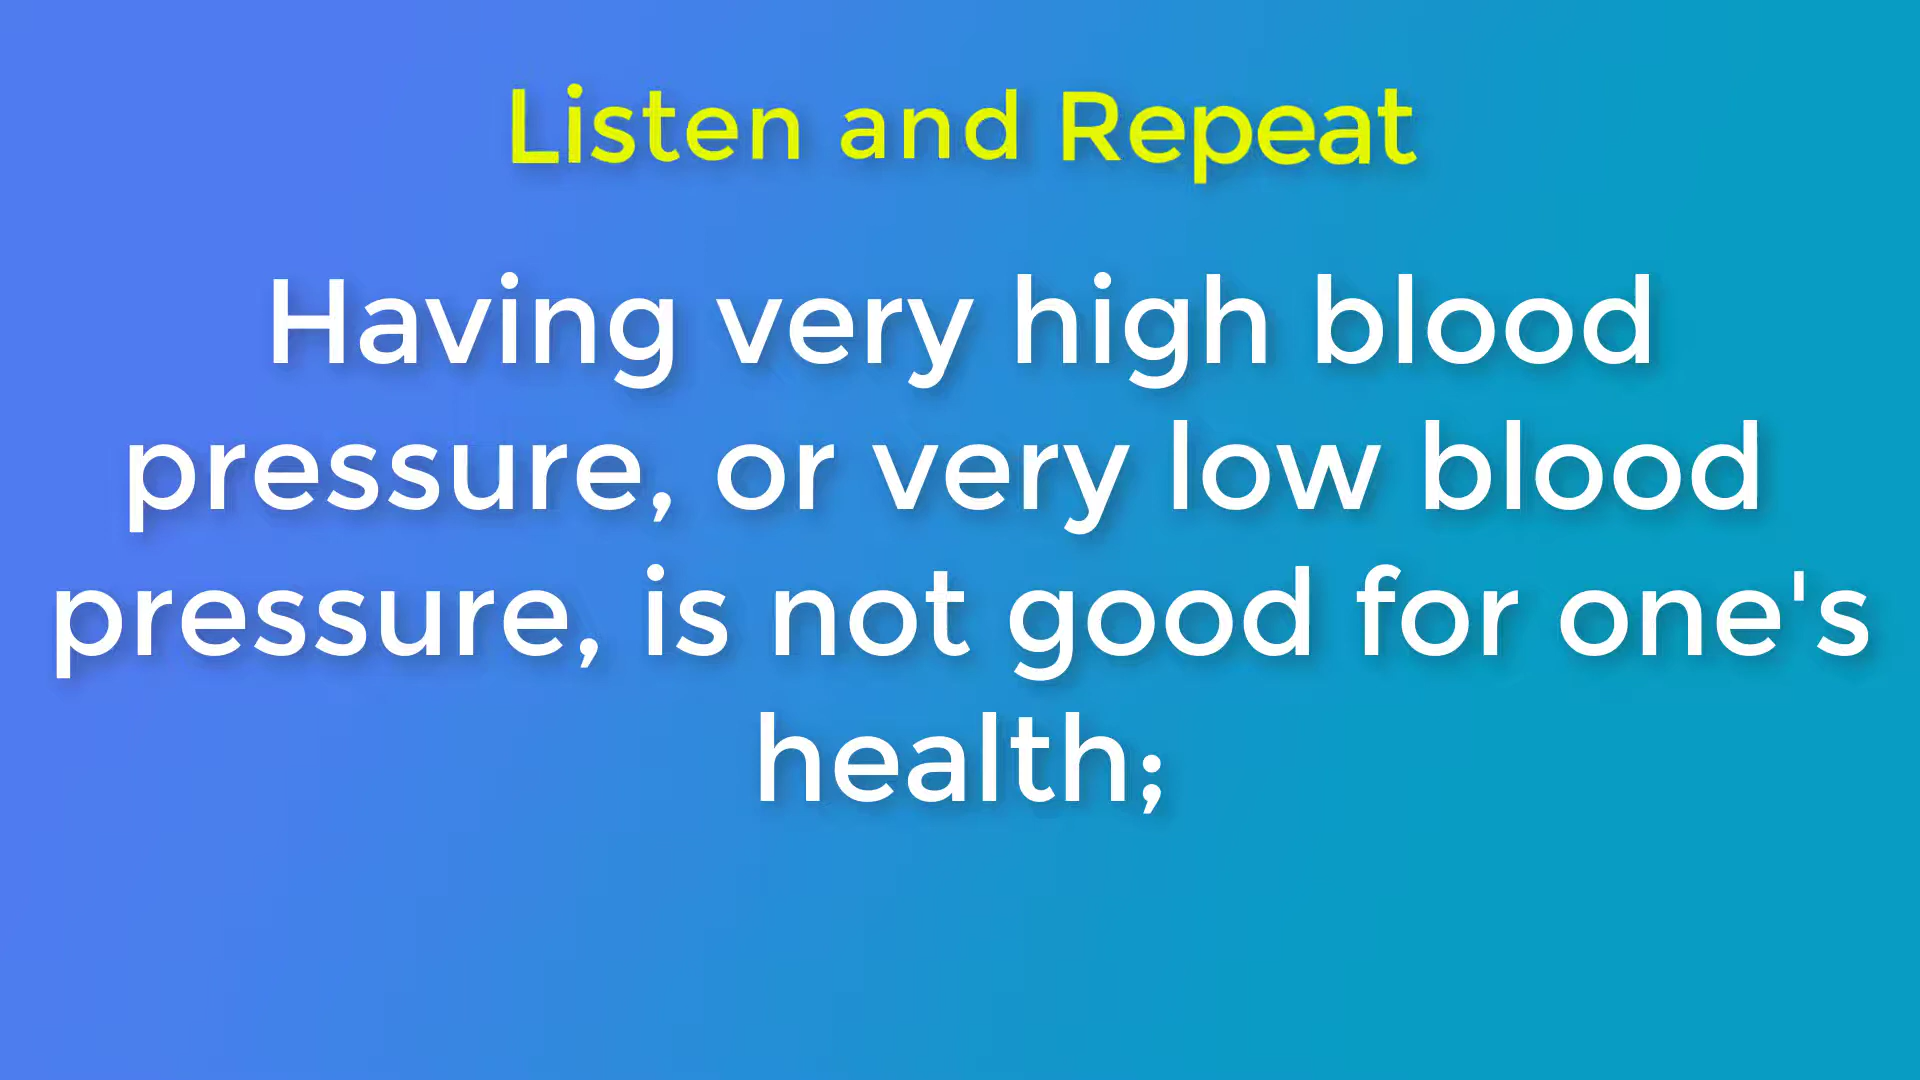 Listen and Repeat
Having very high blood
pressure, or very low blood
pressure, is not good for one's
health;